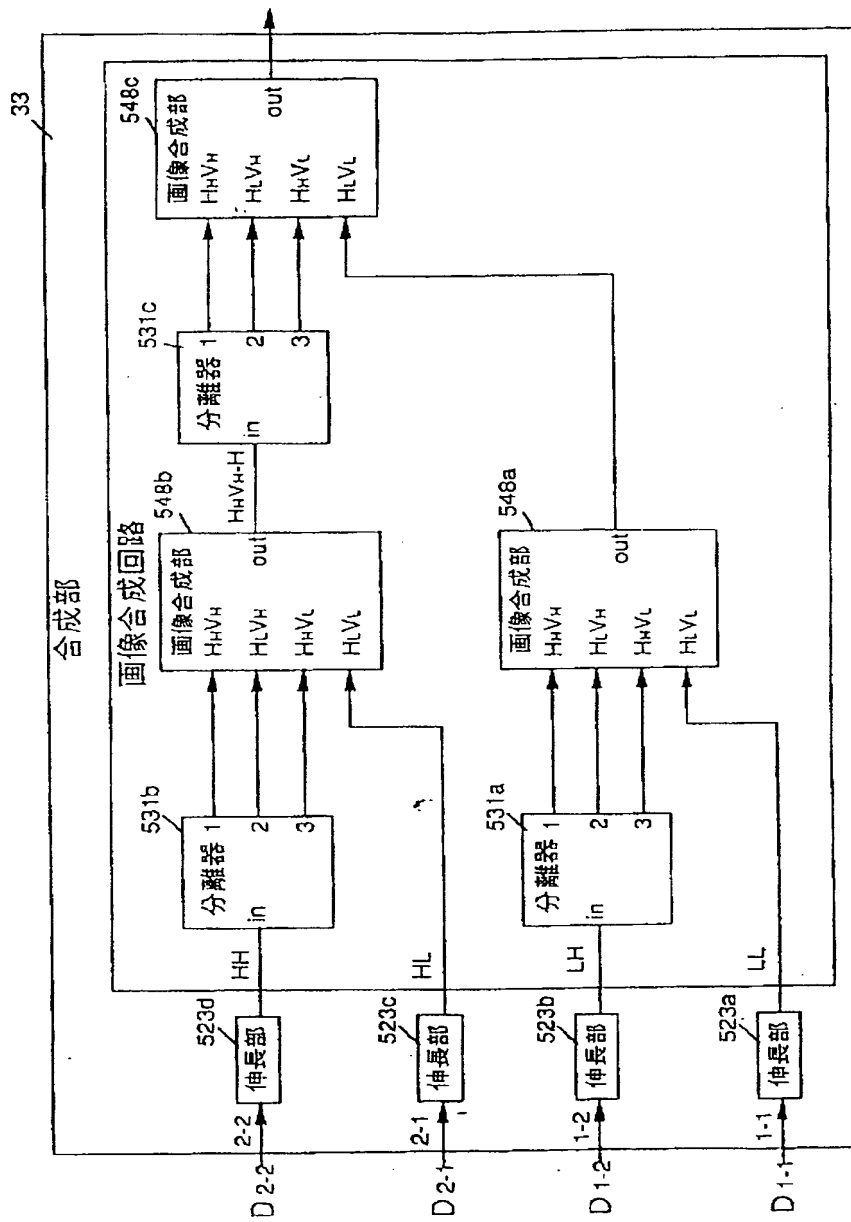 33
合成部
画像合成回路
548c
画像合成部
HHVH
HLVH
HHVL
HLVL
out
531c
分離器
in
1
2
3
HHVH-H
548b
画像合成部
HHVH
HLVH
HHVL
HLVL
out
531b
分離器
in
1
2
3
HH
523d
伸長部
2-2
D2-2
HL
523c
伸長部
2-1
D2-1
548a
画像合成部
HHVH
HLVH
HHVL
HLVL
out
531a
分離器
in
1
2
3
LH
523b
伸長部
1-2
D1-2
LL
523a
伸長部
1-1
D1-1